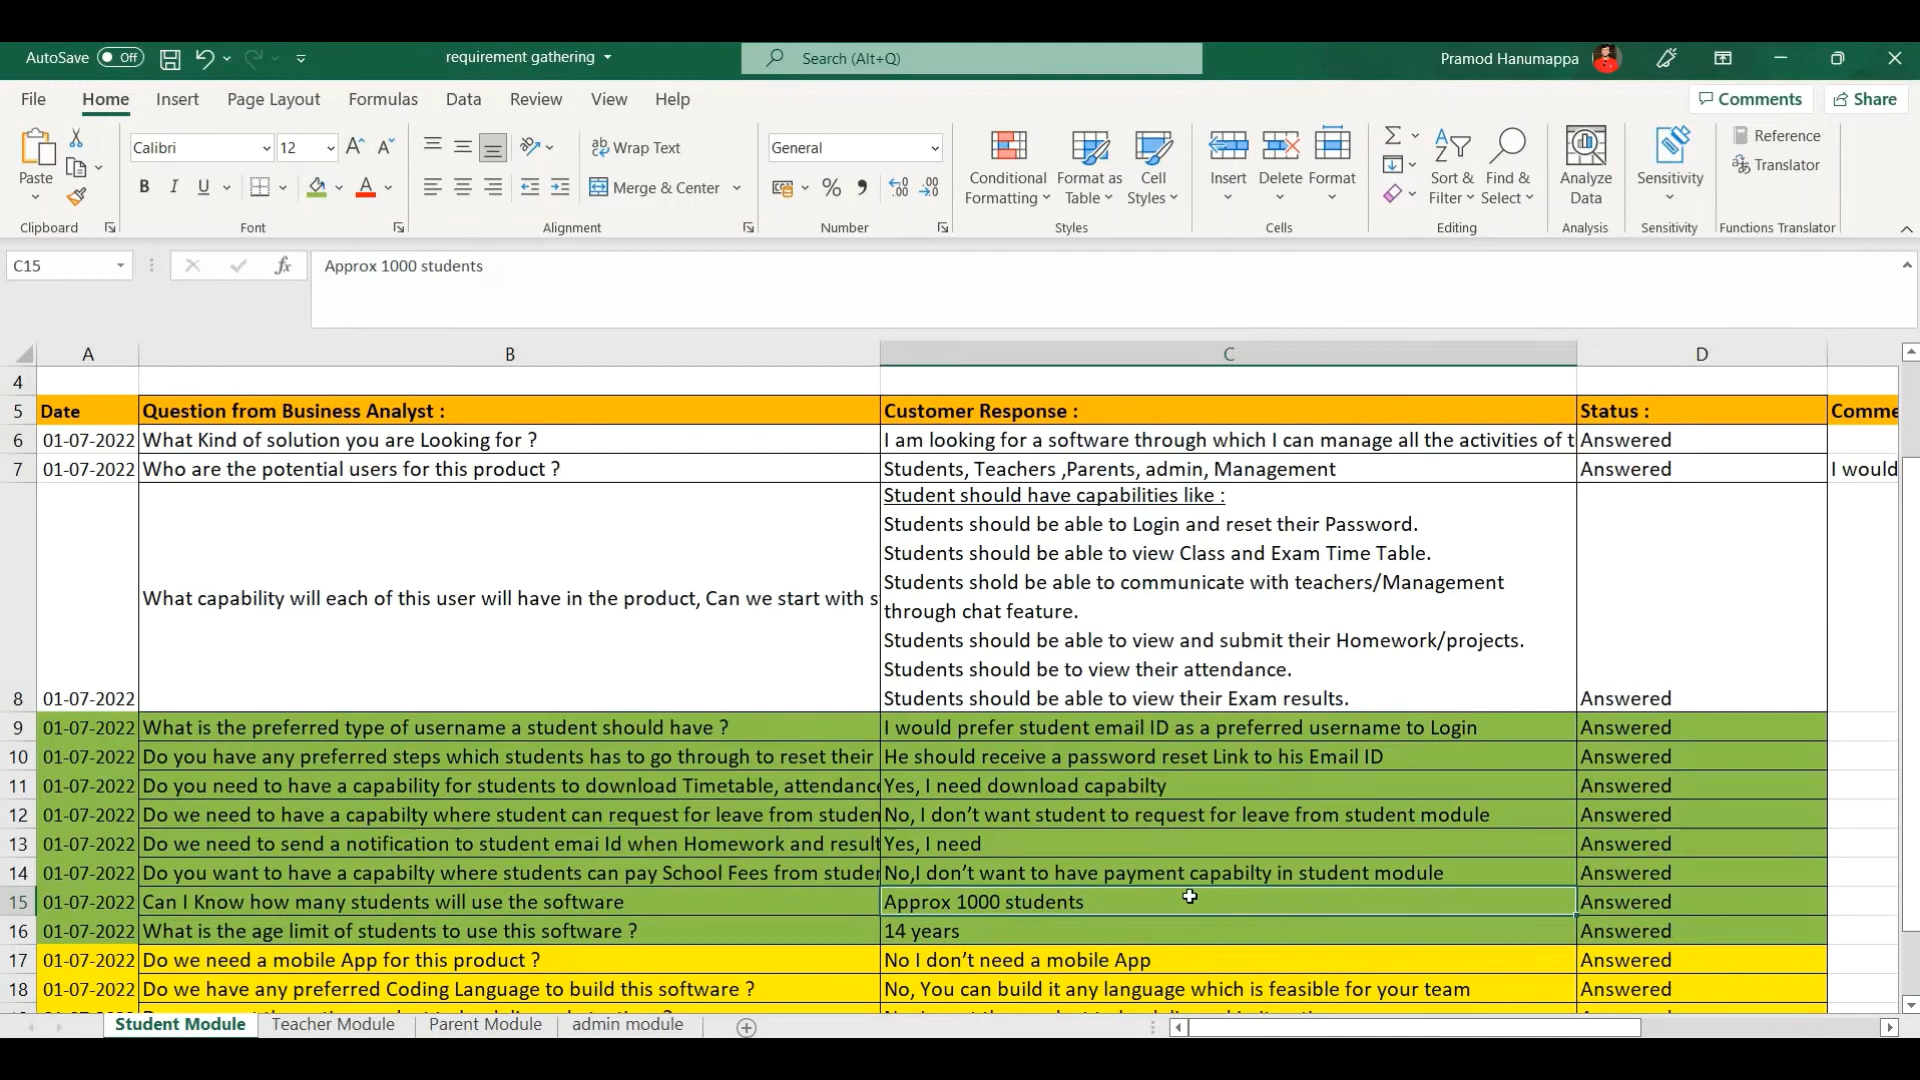 AutoSave Off requirement gathering Search (Alt+Q) Pramod Hanumappa
File Home Insert Page Layout Formulas Data Review View Help Comments Share
Paste
Clipboard
Calibri 12
B I U A
Font
Wrap Text
Merge & Center
Alignment
General
Number
Conditional Formatting
Format as Table
Cell Styles
Styles
Insert Delete Format
Cells
Sort & Filter
Find & Select
Editing
Analyze Data
Analysis
Sensitivity
Sensitivity
Reference
Translator
Functions Translator
C15 fx Approx 1000 students
A B C D
4
5 Date Question from Business Analyst : Customer Response : Status : Comme
6 01-07-2022 What Kind of solution you are Looking for ? I am looking for a software through which I can manage all the activities of t Answered
7 01-07-2022 Who are the potential users for this product ? Students, Teachers ,Parents, admin, Management Answered I would
Student should have capabilities like :
Students should be able to Login and reset their Password.
Students should be able to view Class and Exam Time Table.
Students shold be able to communicate with teachers/Management
What capability will each of this user will have in the product, Can we start with s through chat feature.
Students should be able to view and submit their Homework/projects.
Students should be to view their attendance.
8 01-07-2022 Students should be able to view their Exam results. Answered
9 01-07-2022 What is the preferred type of username a student should have ? I would prefer student email ID as a preferred username to Login Answered
10 01-07-2022 Do you have any preferred steps which students has to go through to reset their He should receive a password reset Link to his Email ID Answered
11 01-07-2022 Do you need to have a capability for students to download Timetable, attendance Yes, I need download capabilty Answered
12 01-07-2022 Do we need to have a capabilty where student can request for leave from studen No, I don't want student to request for leave from student module Answered
13 01-07-2022 Do we need to send a notification to student emai Id when Homework and result Yes, I need Answered
14 01-07-2022 Do you want to have a capabilty where students can pay School Fees from studen No,I don't want to have payment capabilty in student module Answered
15 01-07-2022 Can I Know how many students will use the software Approx 1000 students Answered
16 01-07-2022 What is the age limit of students to use this software ? 14 years Answered
17 01-07-2022 Do we need a mobile App for this product ? No I don't need a mobile App Answered
18 01-07-2022 Do we have any preferred Coding Language to build this software ? No, You can build it any language which is feasible for your team Answered
Student Module Teacher Module Parent Module admin module